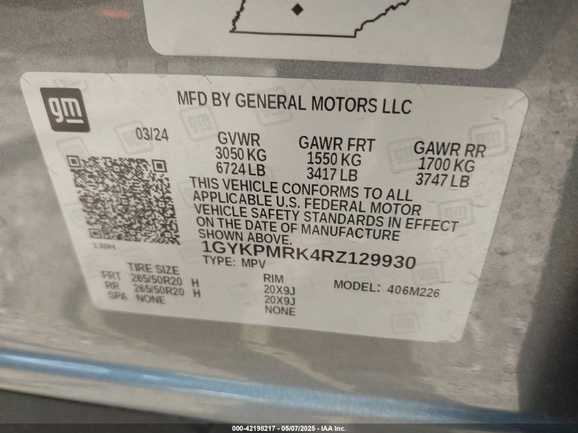 gm
MFD BY GENERAL MOTORS LLC
03/24
GVWR GAWR FRT GAWR RR
3050 KG 1550 KG 1700 KG
6724 LB 3417 LB 3747 LB
THIS VEHICLE CONFORMS TO ALL
APPLICABLE U.S. FEDERAL MOTOR
VEHICLE SAFETY STANDARDS IN EFFECT
ON THE DATE OF MANUFACTURE
SHOWN ABOVE.
1GYKPMRK4RZ129930
TYPE: MPV
TIRE SIZE RIM MODEL: 406M226
FRT 265/50R20 H 20X9J
RR 265/50R20 H 20X9J
SPA NONE NONE
000-42198217 - 05/07/2025 - IAA Inc.